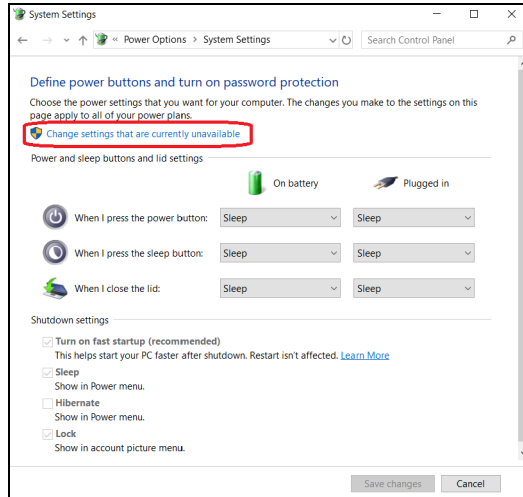 System Settings
« Power Options > System Settings
Search Control Panel
Define power buttons and turn on password protection
Choose the power settings that you want for your computer. The changes you make to the settings on this
page apply to all of your power plans.
Change settings that are currently unavailable
Power and sleep buttons and lid settings
On battery Plugged in
When I press the power button: Sleep Sleep
When I press the sleep button: Sleep Sleep
When I close the lid: Sleep Sleep
Shutdown settings
Turn on fast startup (recommended)
This helps start your PC faster after shutdown. Restart isn't affected. Learn More
Sleep
Show in Power menu.
Hibernate
Show in Power menu.
Lock
Show in account picture menu.
Save changes Cancel